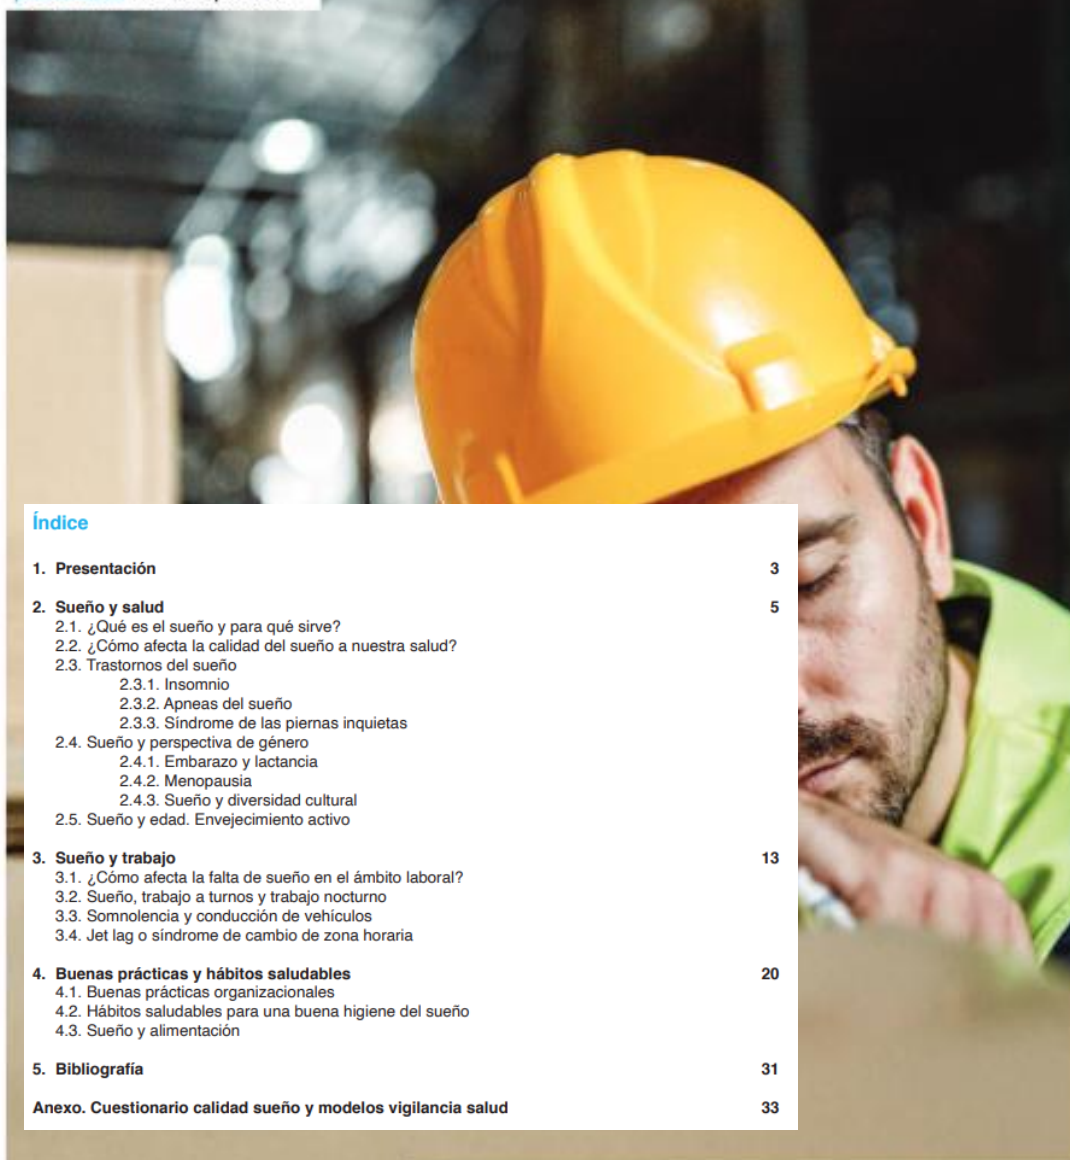 Índice
1. Presentación 3
2. Sueño y salud 5
2.1. ¿Qué es el sueño y para qué sirve?
2.2. ¿Cómo afecta la calidad del sueño a nuestra salud?
2.3. Trastornos del sueño
2.3.1. Insomnio
2.3.2. Apneas del sueño
2.3.3. Síndrome de las piernas inquietas
2.4. Sueño y perspectiva de género
2.4.1. Embarazo y lactancia
2.4.2. Menopausia
2.4.3. Sueño y diversidad cultural
2.5. Sueño y edad. Envejecimiento activo
3. Sueño y trabajo 13
3.1. ¿Cómo afecta la falta de sueño en el ámbito laboral?
3.2. Sueño, trabajo a turnos y trabajo nocturno
3.3. Somnolencia y conducción de vehículos
3.4. Jet lag o síndrome de cambio de zona horaria
4. Buenas prácticas y hábitos saludables 20
4.1. Buenas prácticas organizacionales
4.2. Hábitos saludables para una buena higiene del sueño
4.3. Sueño y alimentación
5. Bibliografía 31
Anexo. Cuestionario calidad sueño y modelos vigilancia salud 33